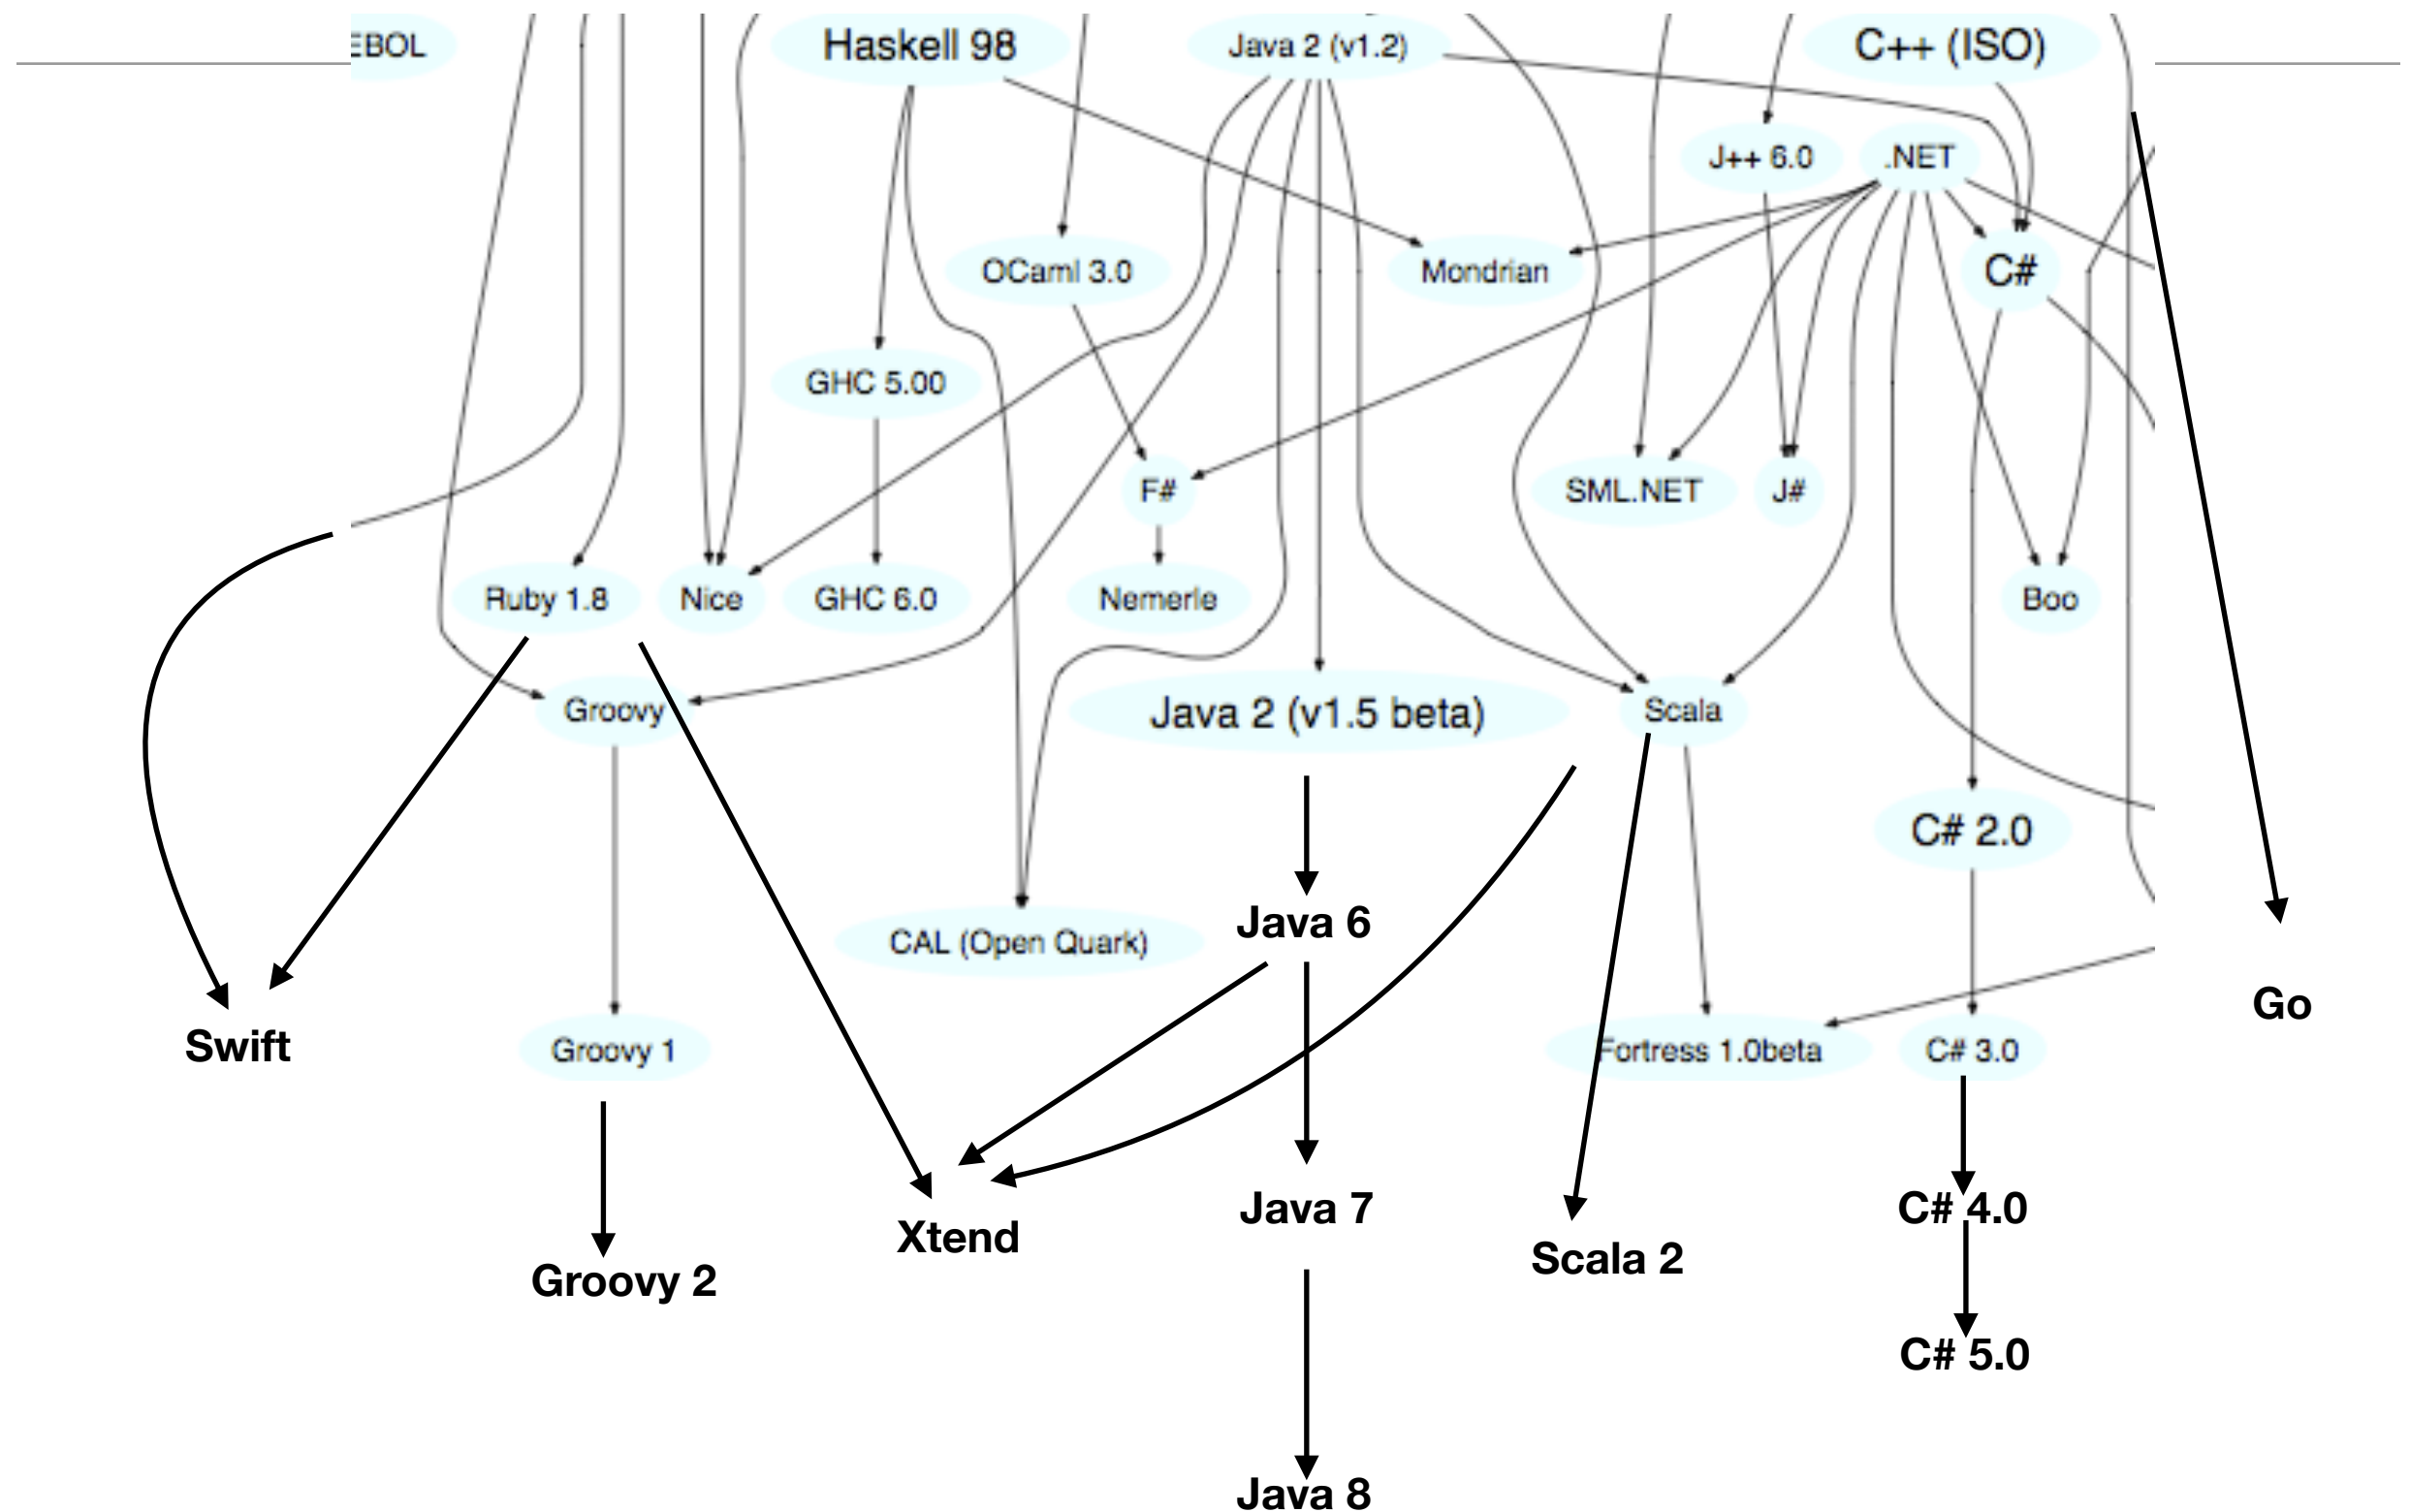 EBOL
Haskell 98
Java 2 (v1.2)
C++ (ISO)
J++ 6.0
.NET
OCaml 3.0
Mondrian
C#
GHC 5.00
F#
SML.NET
J#
Ruby 1.8
Nice
GHC 6.0
Nemerle
Boo
Groovy
Java 2 (v1.5 beta)
Scala
C# 2.0
Java 6
CAL (Open Quark)
Go
Swift
Groovy 1
Fortress 1.0beta
C# 3.0
Java 7
C# 4.0
Xtend
Scala 2
Groovy 2
C# 5.0
Java 8